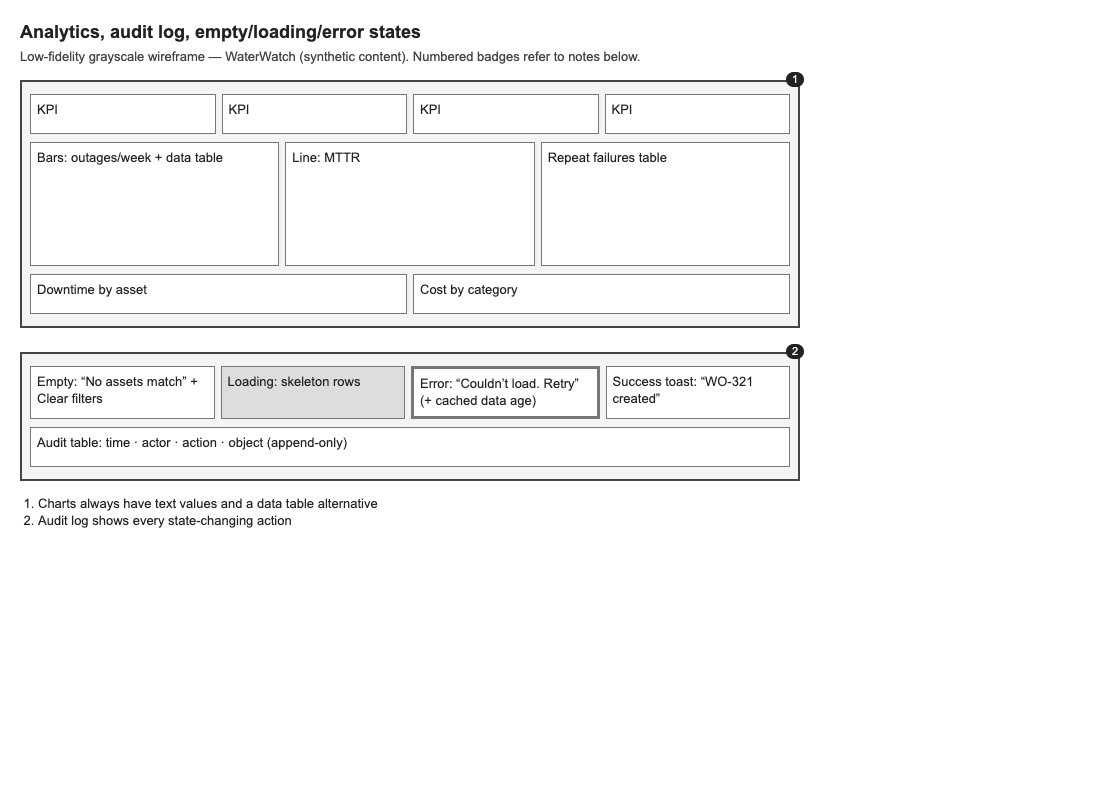 Analytics, audit log, empty/loading/error states
Low-fidelity grayscale wireframe — WaterWatch (synthetic content). Numbered badges refer to notes below.
1
KPI
KPI
KPI
KPI
Bars: outages/week + data table
Line: MTTR
Repeat failures table
Downtime by asset
Cost by category
2
Empty: “No assets match” +
Clear filters
Loading: skeleton rows
Error: “Couldn’t load. Retry”
(+ cached data age)
Success toast: “WO-321
created”
Audit table: time · actor · action · object (append-only)
1. Charts always have text values and a data table alternative
2. Audit log shows every state-changing action